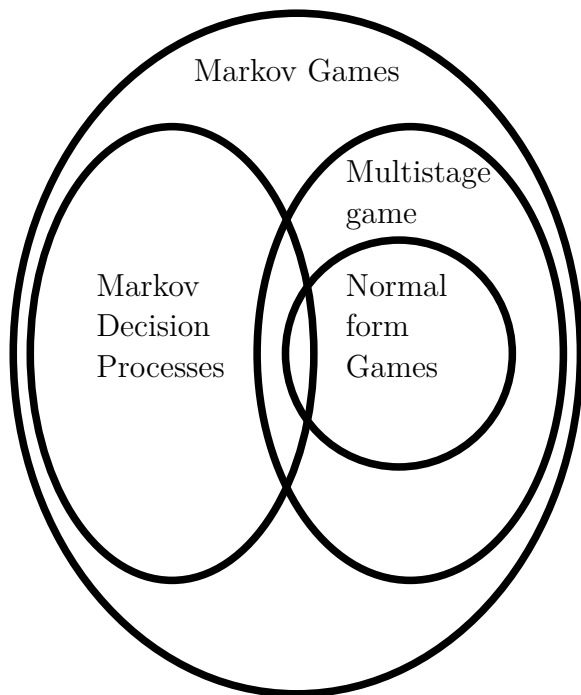 Markov Games
Multistage
game
Markov
Decision
Processes
Normal
form
Games